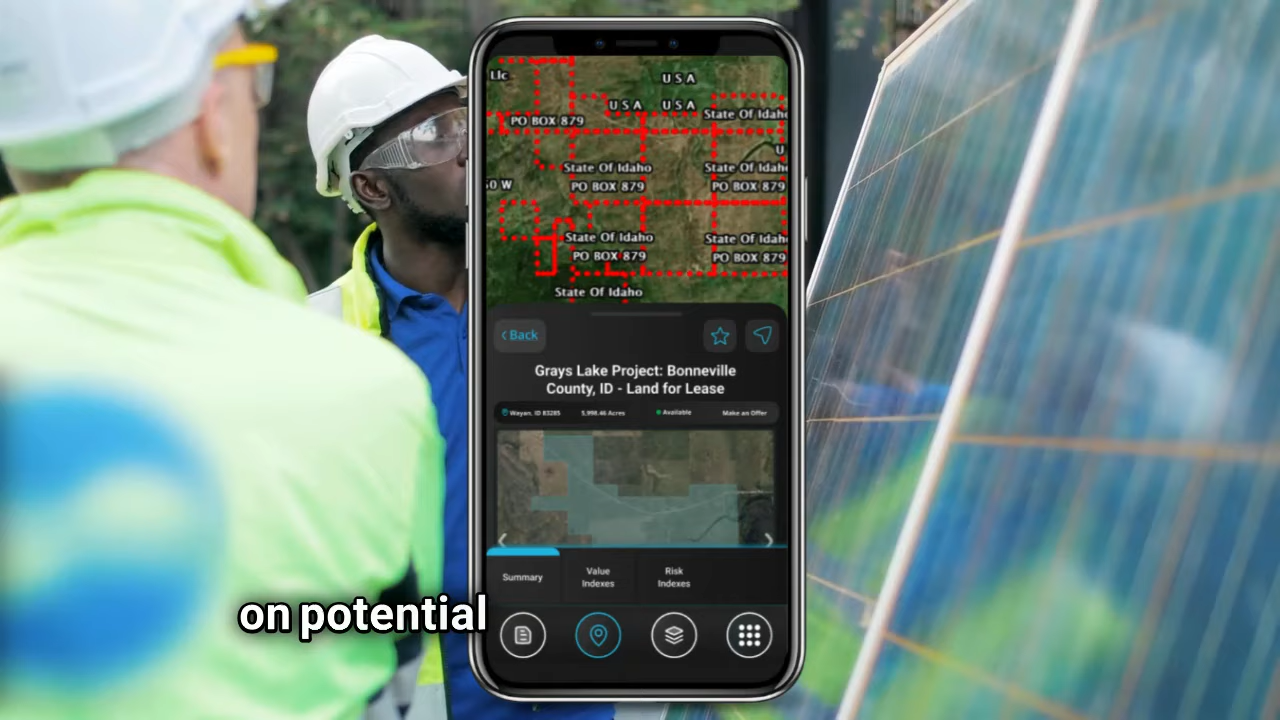 Llc
U S A
U S A
U S A
State Of Idaho
PO BOX 879
U
State Of Idaho
State Of Idaho
50 W
PO BOX 879
PO BOX 879
State Of Idaho
State Of Idaho
PO BOX 879
PO BOX 879
State Of Idaho
Back
Grays Lake Project: Bonneville
County, ID - Land for Lease
Wayan, ID 83285 5,998.46 Acres Available Make an Offer
Summary
Value
Indexes
Risk
Indexes
on potential